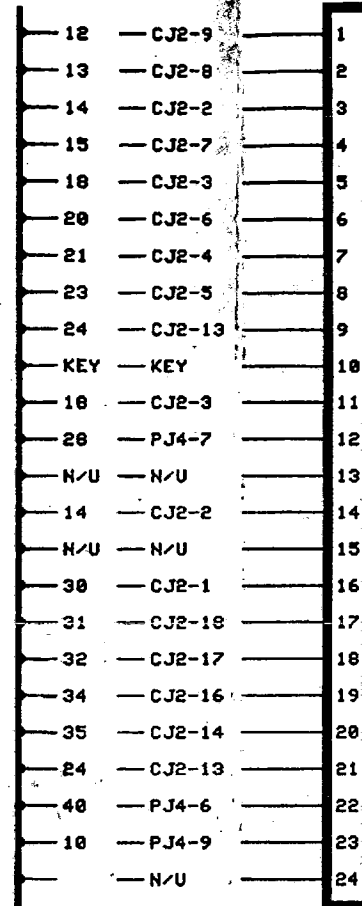 12 — CJ2-9 1
13 — CJ2-8 2
14 — CJ2-2 3
15 — CJ2-7 4
18 — CJ2-3 5
20 — CJ2-6 6
21 — CJ2-4 7
23 — CJ2-5 8
24 — CJ2-13 9
KEY — KEY 10
18 — CJ2-3 11
28 — PJ4-7 12
N/U — N/U 13
14 — CJ2-2 14
N/U — N/U 15
30 — CJ2-1 16
31 — CJ2-18 17
32 — CJ2-17 18
34 — CJ2-16 19
35 — CJ2-14 20
24 — CJ2-13 21
40 — PJ4-6 22
10 — PJ4-9 23
— N/U 24